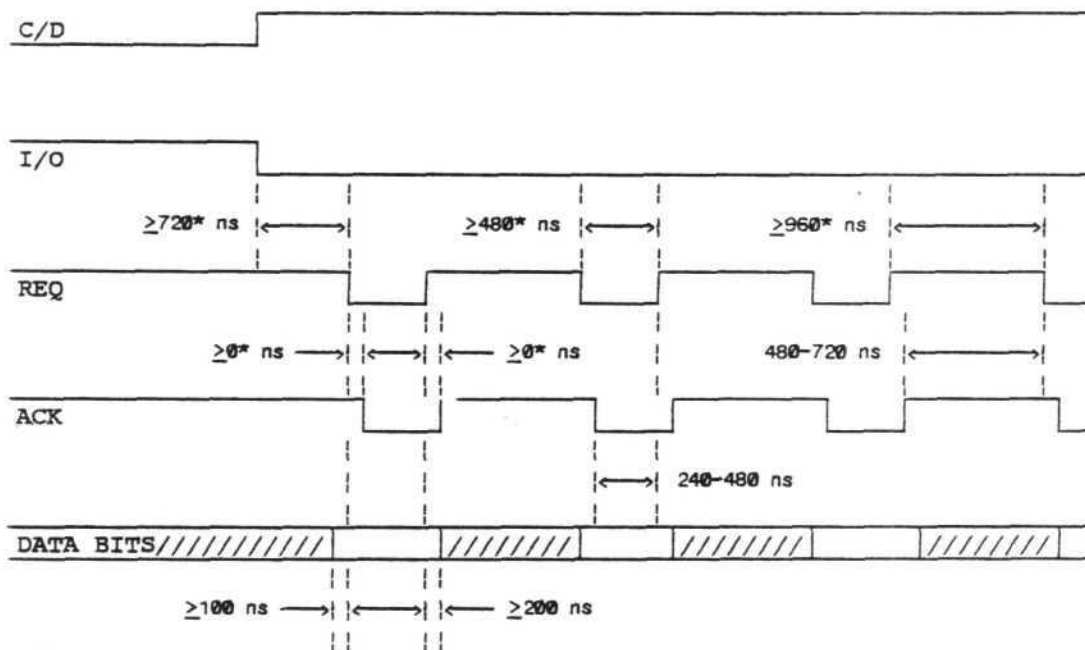 C/D
I/O
≥720* ns
≥480* ns
≥960* ns
REQ
≥0* ns
≥0* ns
480-720 ns
ACK
240-480 ns
DATA BITS
≥100 ns
≥200 ns